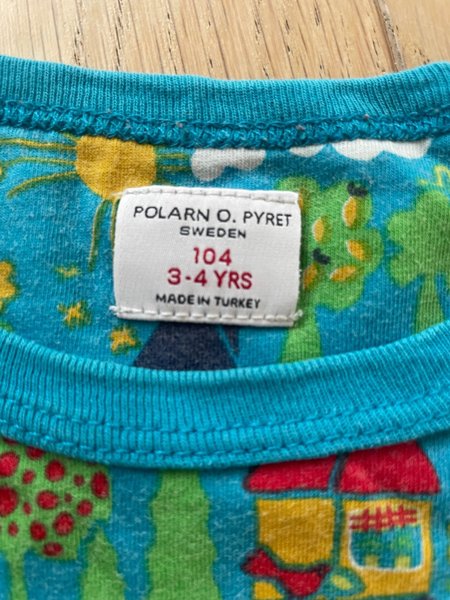 POLARN O. PYRET
SWEDEN
104
3-4 YRS
MADE IN TURKEY